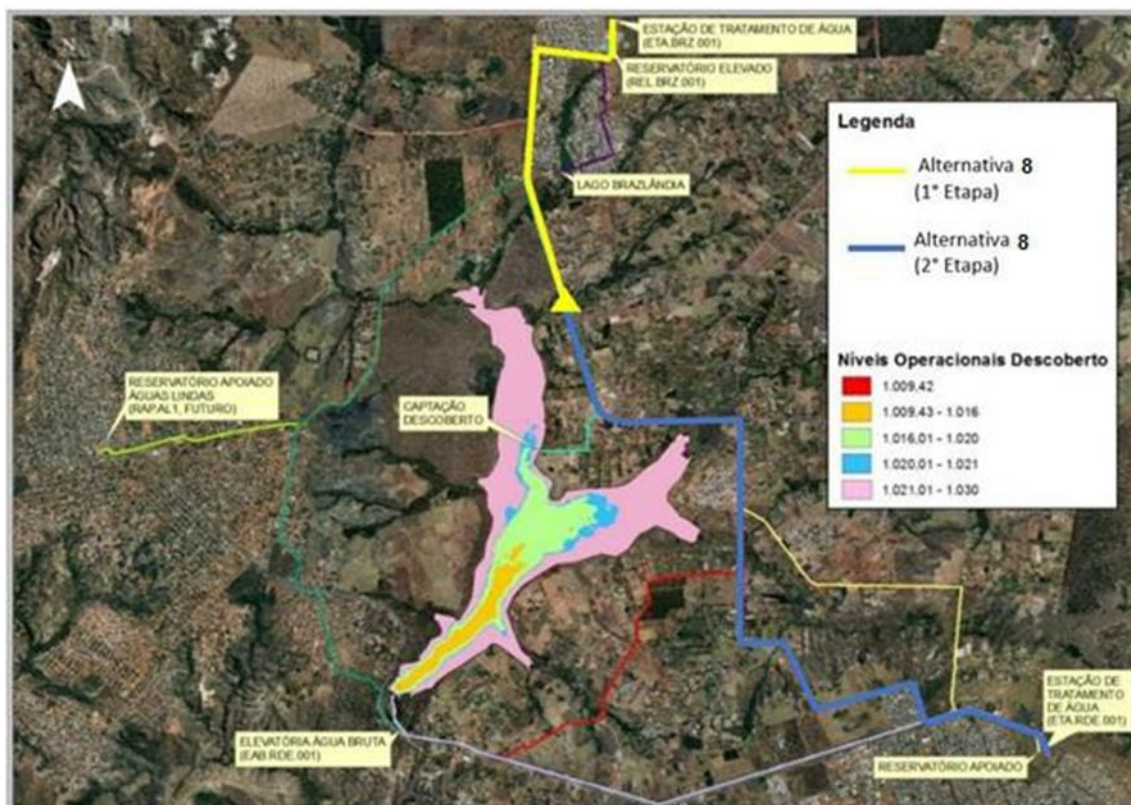 N
ESTAÇÃO DE TRATAMENTO DE ÁGUA
(ETA.BRZ.001)
RESERVATÓRIO ELEVADO
(REL.BRZ.001)
LAGO BRAZLÂNDIA
Legenda
Alternativa 8
(1° Etapa)
Alternativa 8
(2° Etapa)
Níveis Operacionais Descoberto
1.009,42
1.009,43 - 1.016
1.016,01 - 1.020
1.020,01 - 1.021
1.021,01 - 1.030
RESERVATÓRIO APOIADO
ÁGUAS LINDAS
(RAP.AL1, FUTURO)
CAPTAÇÃO
DESCOBERTO
ELEVATÓRIA ÁGUA BRUTA
(EAB.RDE.001)
ESTAÇÃO DE
TRATAMENTO
DE ÁGUA
(ETA.RDE.001)
RESERVATÓRIO APOIADO